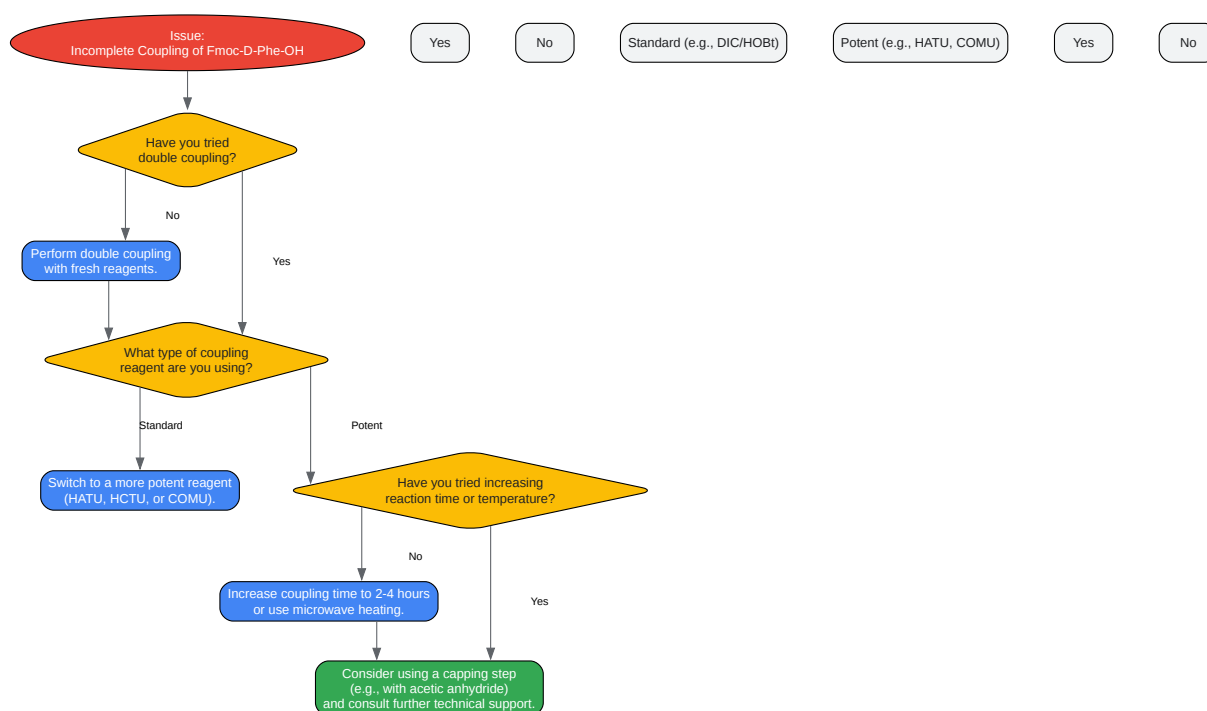 Issue:
Incomplete Coupling of Fmoc-D-Phe-OH
Yes
No
Standard (e.g., DIC/HOBt)
Potent (e.g., HATU, COMU)
Yes
No
Have you tried
double coupling?
No
Perform double coupling
with fresh reagents.
Yes
What type of coupling
reagent are you using?
Standard
Potent
Switch to a more potent reagent
(HATU, HCTU, or COMU).
Have you tried increasing
reaction time or temperature?
No
Increase coupling time to 2-4 hours
or use microwave heating.
Yes
Consider using a capping step
(e.g., with acetic anhydride)
and consult further technical support.